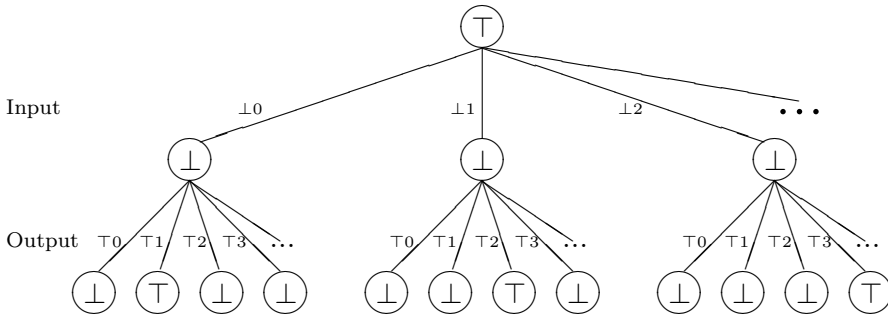 ⊤
Input ⊥0 ⊥1 ⊥2 ...
⊥ ⊥ ⊥
Output ⊤0 ⊤1 ⊤2 ⊤3 ... ⊤0 ⊤1 ⊤2 ⊤3 ... ⊤0 ⊤1 ⊤2 ⊤3 ...
⊥ ⊤ ⊥ ⊥ ⊥ ⊥ ⊤ ⊥ ⊥ ⊥ ⊥ ⊤